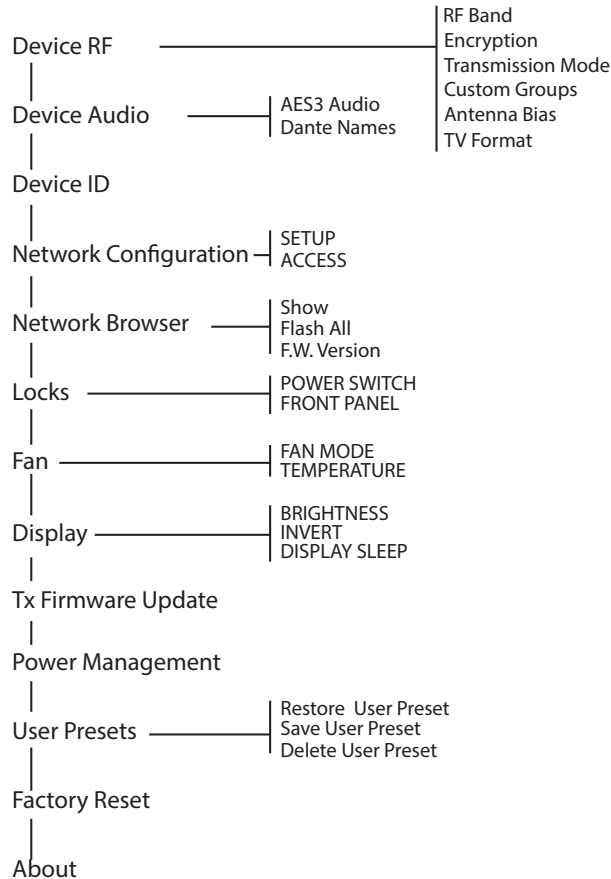 Device RF
RF Band
Encryption
Transmission Mode
Custom Groups
Antenna Bias
TV Format
Device Audio
AES3 Audio
Dante Names
Device ID
Network Configuration
SETUP
ACCESS
Network Browser
Show
Flash All
F.W. Version
Locks
POWER SWITCH
FRONT PANEL
Fan
FAN MODE
TEMPERATURE
Display
BRIGHTNESS
INVERT
DISPLAY SLEEP
Tx Firmware Update
Power Management
User Presets
Restore User Preset
Save User Preset
Delete User Preset
Factory Reset
About